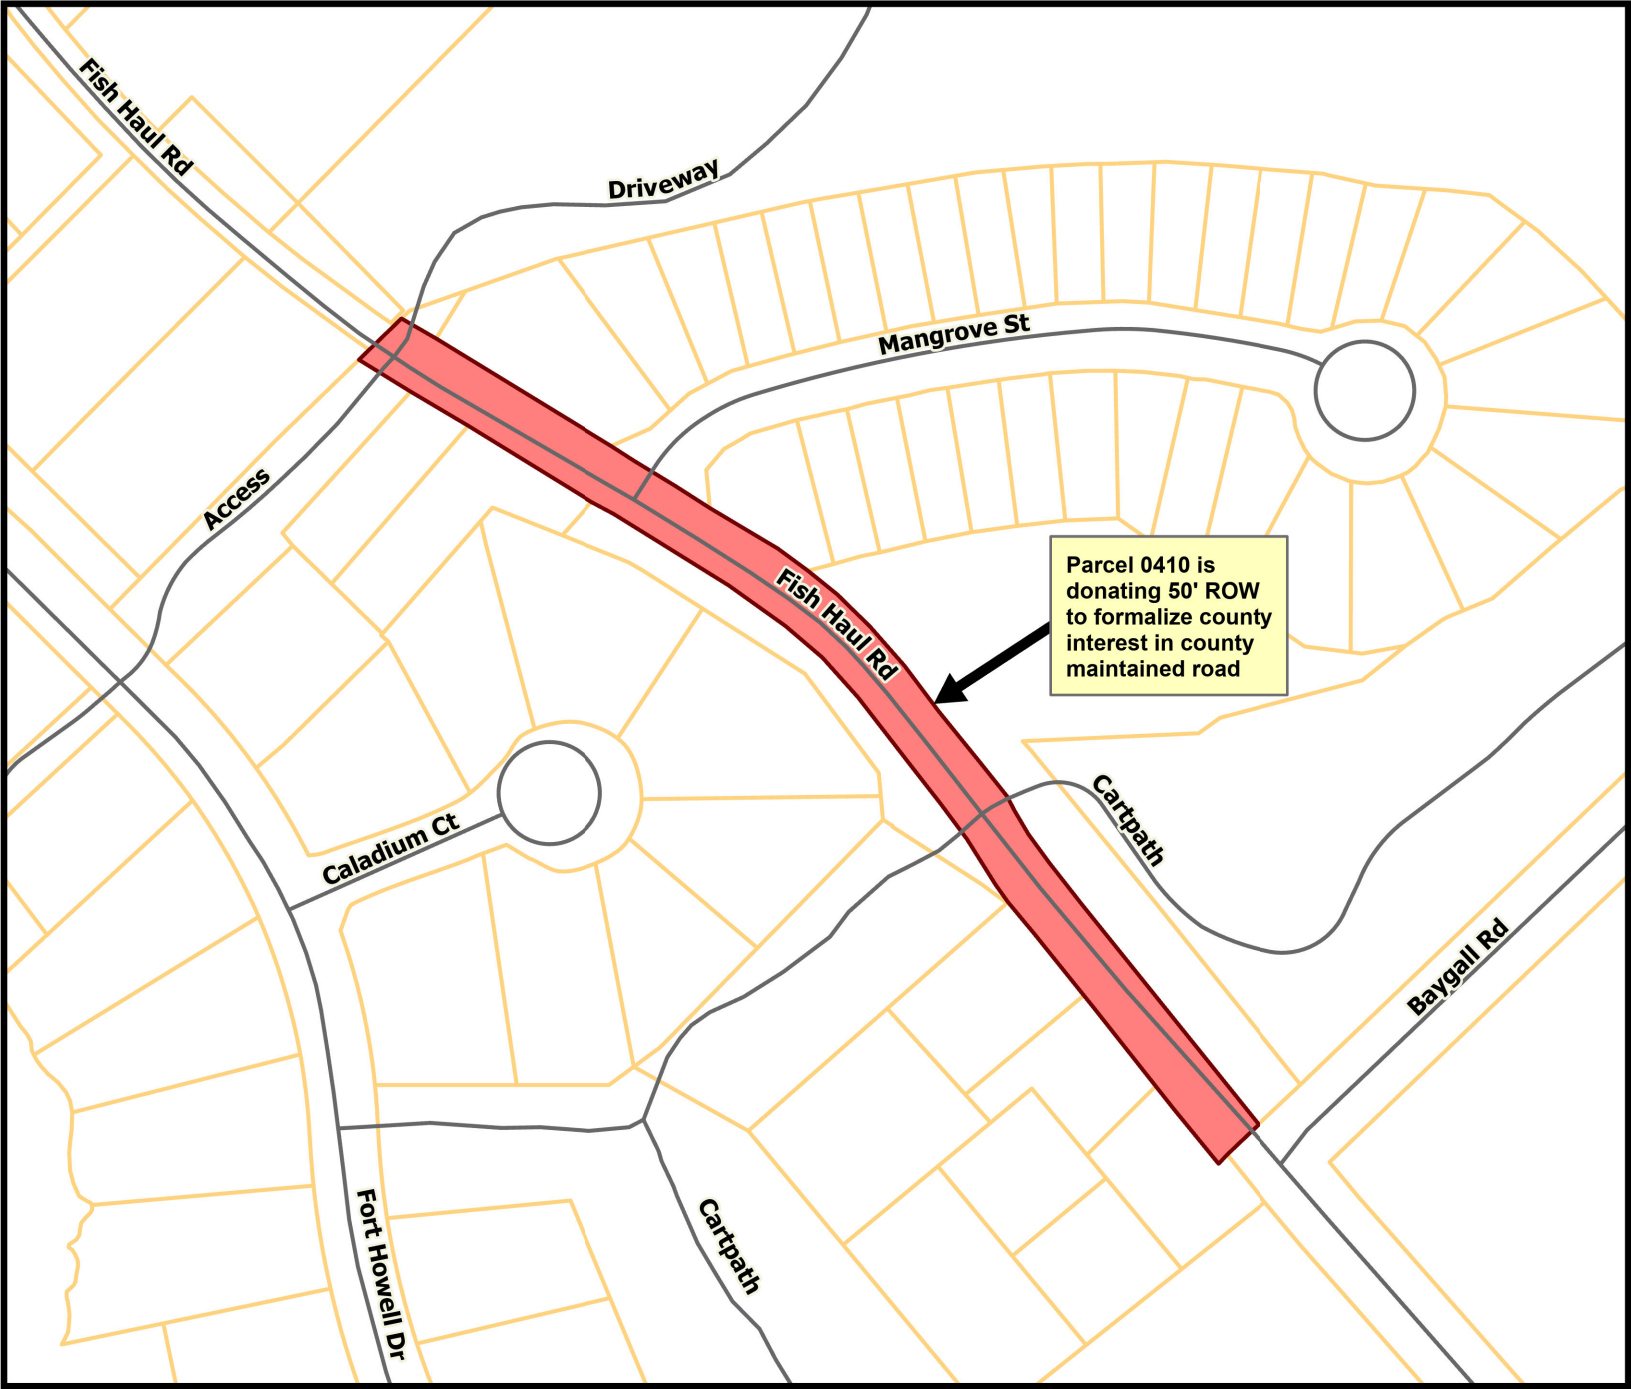 Fish Haul Rd
Driveway
Mangrove St
Access
Parcel 0410 is
donating 50' ROW
to formalize county
interest in county
maintained road
Fish Haul Rd
Cartpath
Caladium Ct
Baygall Rd
Fort Howell Dr
Cartpath